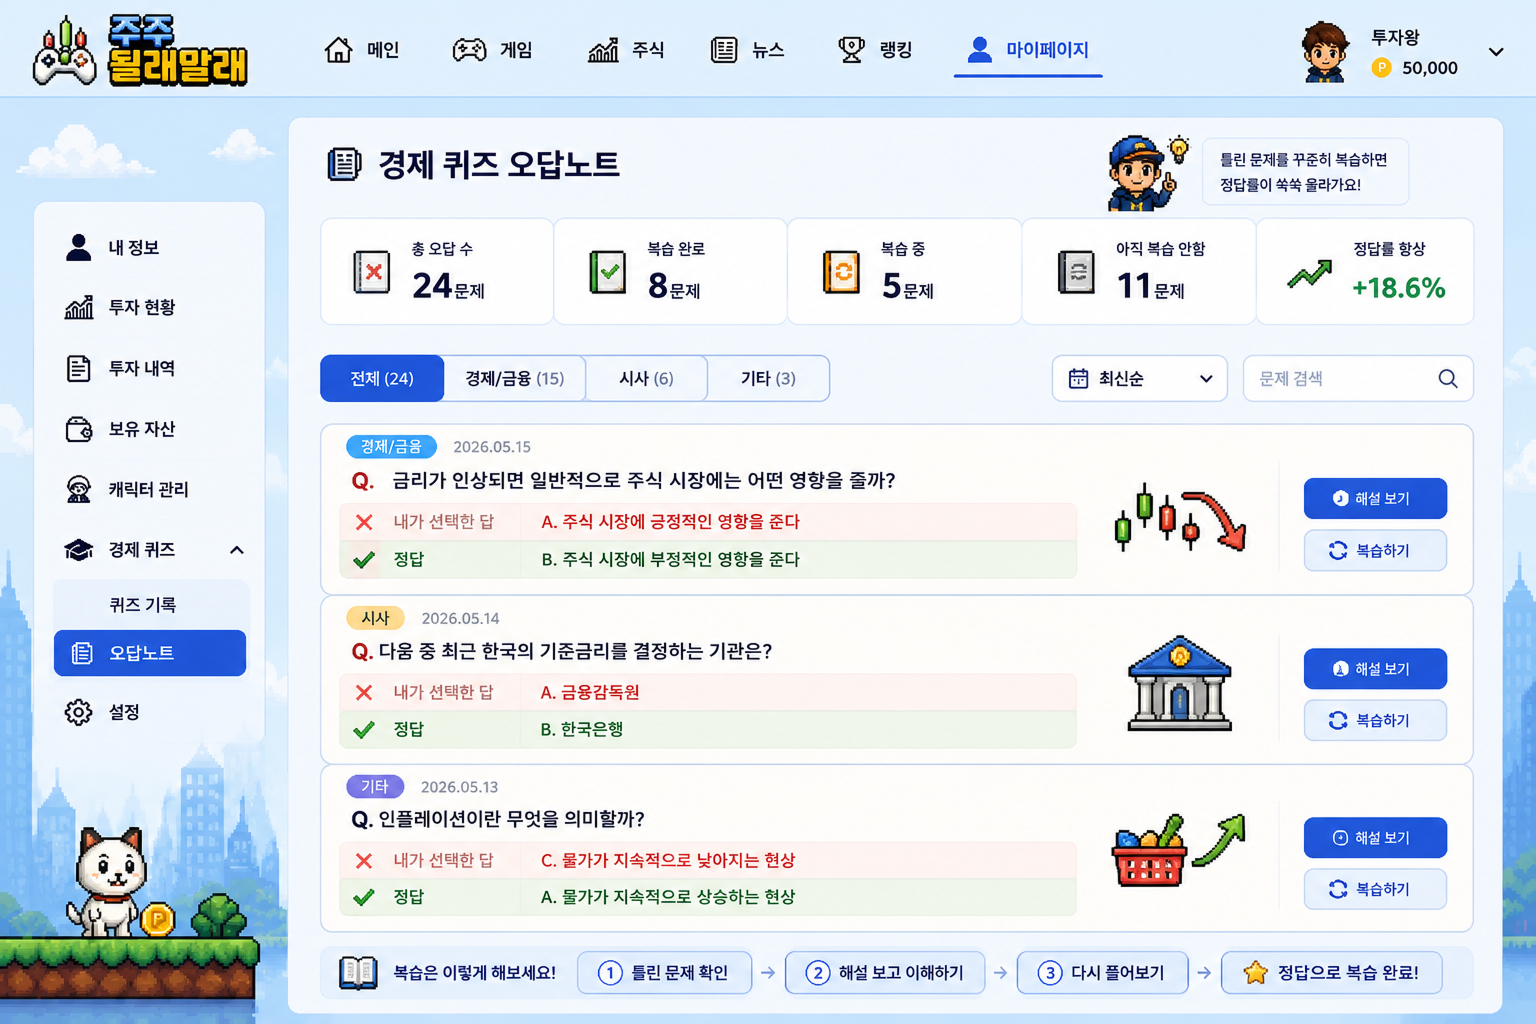 주주
될래말래
메인
게임
주식
뉴스
랭킹
마이페이지
투자왕
P 50,000
내 정보
투자 현황
투자 내역
보유 자산
캐릭터 관리
경제 퀴즈
퀴즈 기록
오답노트
설정
경제 퀴즈 오답노트
틀린 문제를 꾸준히 복습하면
정답률이 쑥쑥 올라가요!
총 오답 수
24문제
복습 완료
8문제
복습 중
5문제
아직 복습 안함
11문제
정답률 향상
+18.6%
전체 (24)
경제/금융 (15)
시사 (6)
기타 (3)
최신순
문제 검색
경제/금융 2026.05.15
Q. 금리가 인상되면 일반적으로 주식 시장에는 어떤 영향을 줄까?
내가 선택한 답 A. 주식 시장에 긍정적인 영향을 준다
정답 B. 주식 시장에 부정적인 영향을 준다
해설 보기
복습하기
시사 2026.05.14
Q. 다음 중 최근 한국의 기준금리를 결정하는 기관은?
내가 선택한 답 A. 금융감독원
정답 B. 한국은행
해설 보기
복습하기
기타 2026.05.13
Q. 인플레이션이란 무엇을 의미할까?
내가 선택한 답 C. 물가가 지속적으로 낮아지는 현상
정답 A. 물가가 지속적으로 상승하는 현상
해설 보기
복습하기
P
복습은 이렇게 해보세요!
1 틀린 문제 확인
2 해설 보고 이해하기
3 다시 풀어보기
정답으로 복습 완료!